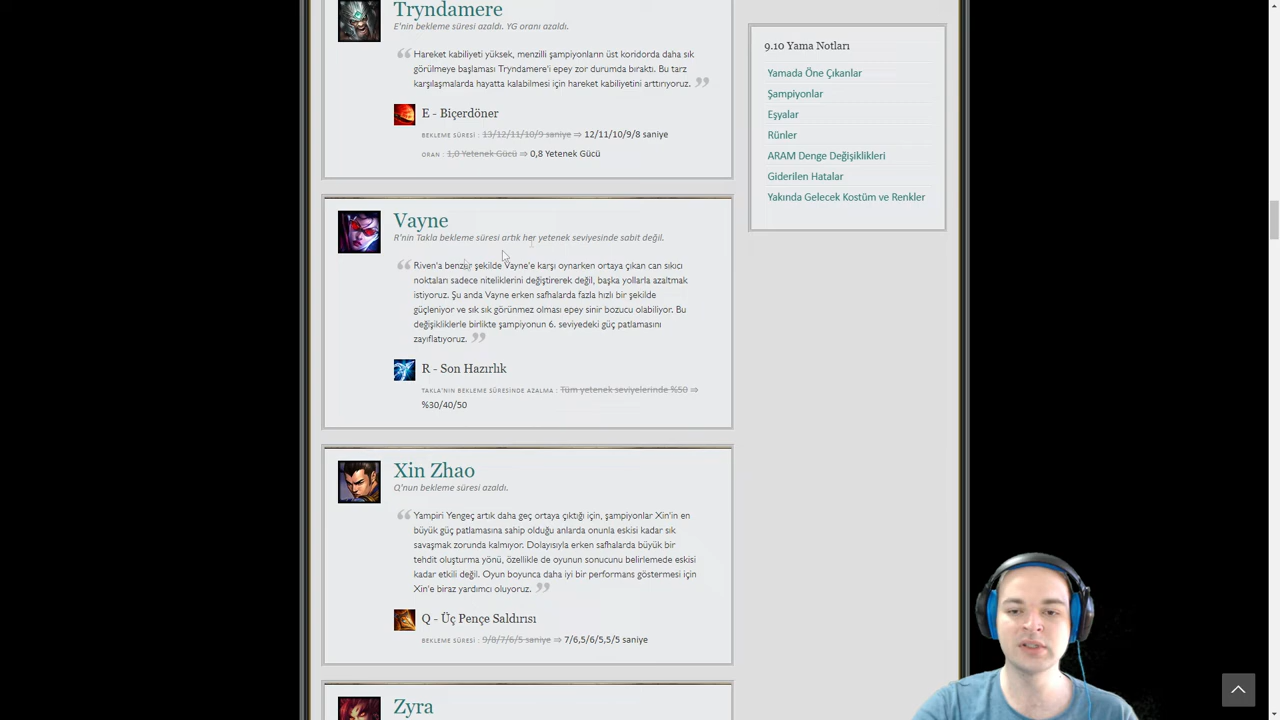 Tryndamere
E'nin bekleme süresi azaldı. YG oranı azaldı.
Hareket kabiliyeti yüksek, menzilli şampiyonların üst koridorda daha sık
görülmeye başlaması Tryndamere'i epey zor durumda bıraktı. Bu tarz
karşılaşmalarda hayatta kalabilmesi için hareket kabiliyetini arttırıyoruz.
E - Biçerdöner
BEKLEME SÜRESİ : 13/12/11/10/9 saniye ⇒ 12/11/10/9/8 saniye
ORAN : 1,0 Yetenek Gücü ⇒ 0,8 Yetenek Gücü
Vayne
R'nin Takla bekleme süresi artık her yetenek seviyesinde sabit değil.
Riven'a benzer şekilde Vayne'e karşı oynarken ortaya çıkan can sıkıcı
noktaları sadece niteliklerini değiştirerek değil, başka yollarla azaltmak
istiyoruz. Şu anda Vayne erken safhalarda fazla hızlı bir şekilde
güçleniyor ve sık sık görünmez olması epey sinir bozucu olabiliyor. Bu
değişikliklerle birlikte şampiyonun 6. seviyedeki güç patlamasını
zayıflatıyoruz.
R - Son Hazırlık
TAKLA'NIN BEKLEME SÜRESİNDE AZALMA : Tüm yetenek seviyelerinde %50 ⇒
%30/40/50
Xin Zhao
Q'nun bekleme süresi azaldı.
Yampiri Yengeç artık daha geç ortaya çıktığı için, şampiyonlar Xin'in en
büyük güç patlamasına sahip olduğu anlarda onunla eskisi kadar sık
savaşmak zorunda kalmıyor. Dolayısıyla erken safhalarda büyük bir
tehdit oluşturma yönü, özellikle de oyunun sonucunu belirlemede eskisi
kadar etkili değil. Oyun boyunca daha iyi bir performans göstermesi için
Xin'e biraz yardımcı oluyoruz.
Q - Üç Pençe Saldırısı
BEKLEME SÜRESİ : 9/8/7/6/5 saniye ⇒ 7/6,5/6/5,5/5 saniye
Zyra
9.10 Yama Notları
Yamada Öne Çıkanlar
Şampiyonlar
Eşyalar
Rünler
ARAM Denge Değişiklikleri
Giderilen Hatalar
Yakında Gelecek Kostüm ve Renkler